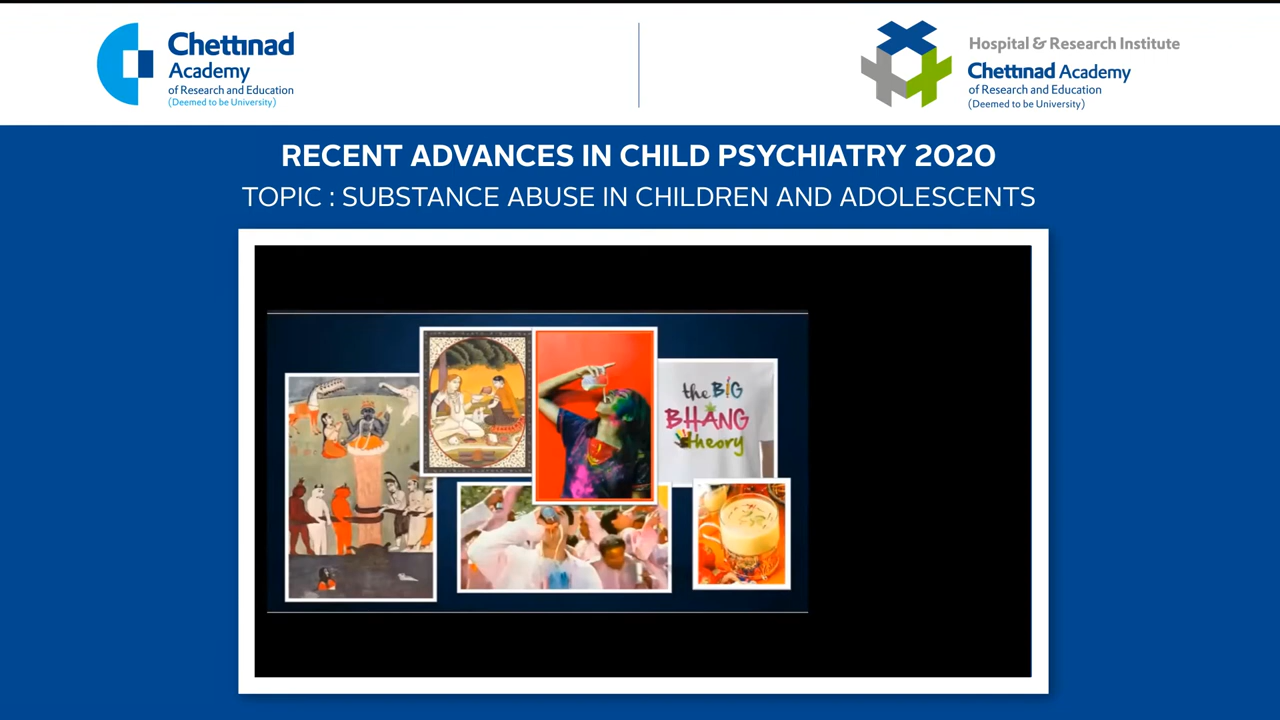 Chettinad
Academy
of Research and Education
(Deemed to be University)
Hospital & Research Institute
Chettinad Academy
of Research and Education
(Deemed to be University)
RECENT ADVANCES IN CHILD PSYCHIATRY 2020
TOPIC : SUBSTANCE ABUSE IN CHILDREN AND ADOLESCENTS
the BIG
BHANG
theory